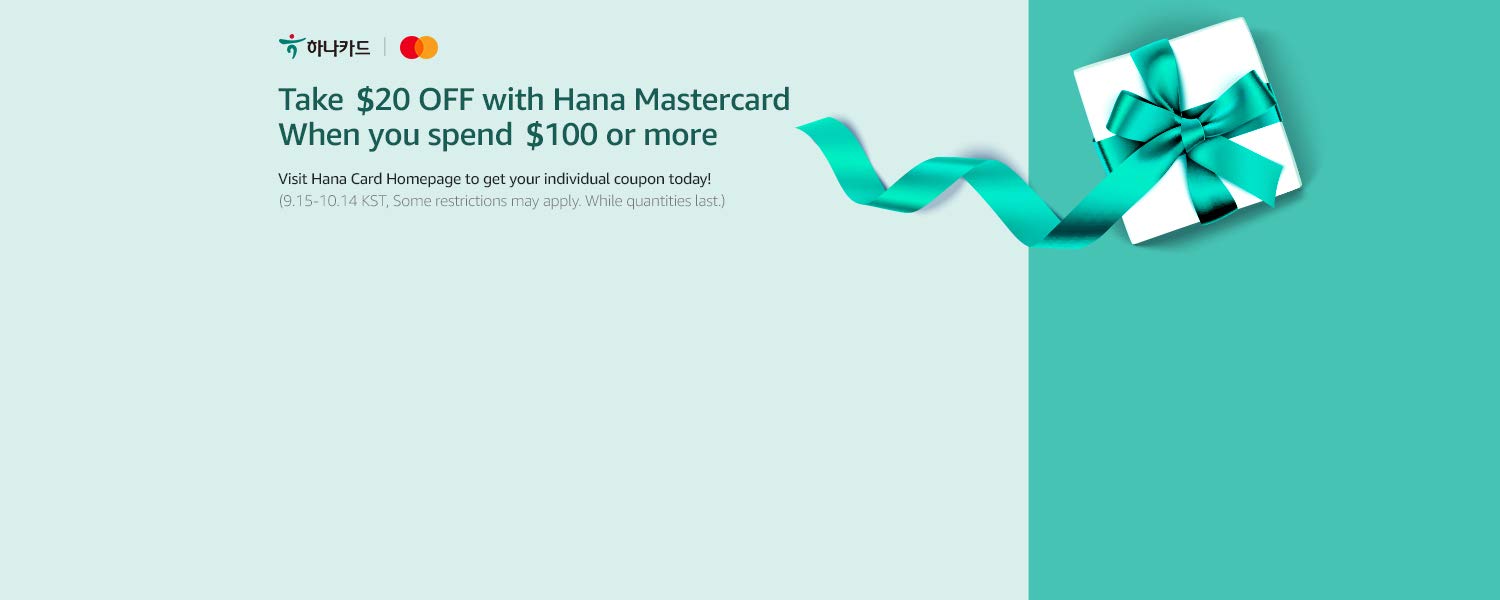 하나카드
Take $20 OFF with Hana Mastercard
When you spend $100 or more
Visit Hana Card Homepage to get your individual coupon today!
(9.15-10.14 KST, Some restrictions may apply. While quantities last.)